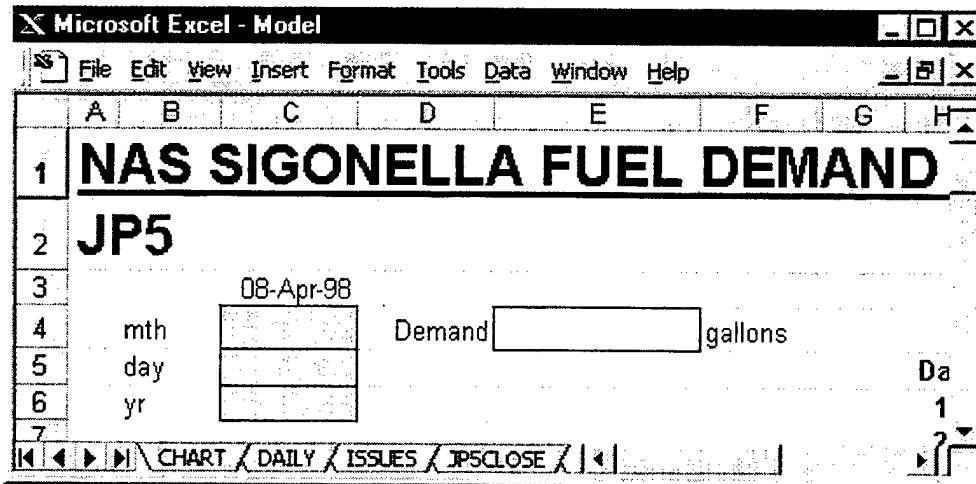 Microsoft Excel - Model
File Edit View Insert Format Tools Data Window Help
A B C D E F G H
1 NAS SIGONELLA FUEL DEMAND
2 JP5
3 08-Apr-98
4 mth Demand gallons
5 day Da
6 yr 1
7 2
CHART DAILY ISSUES JP5CLOSE